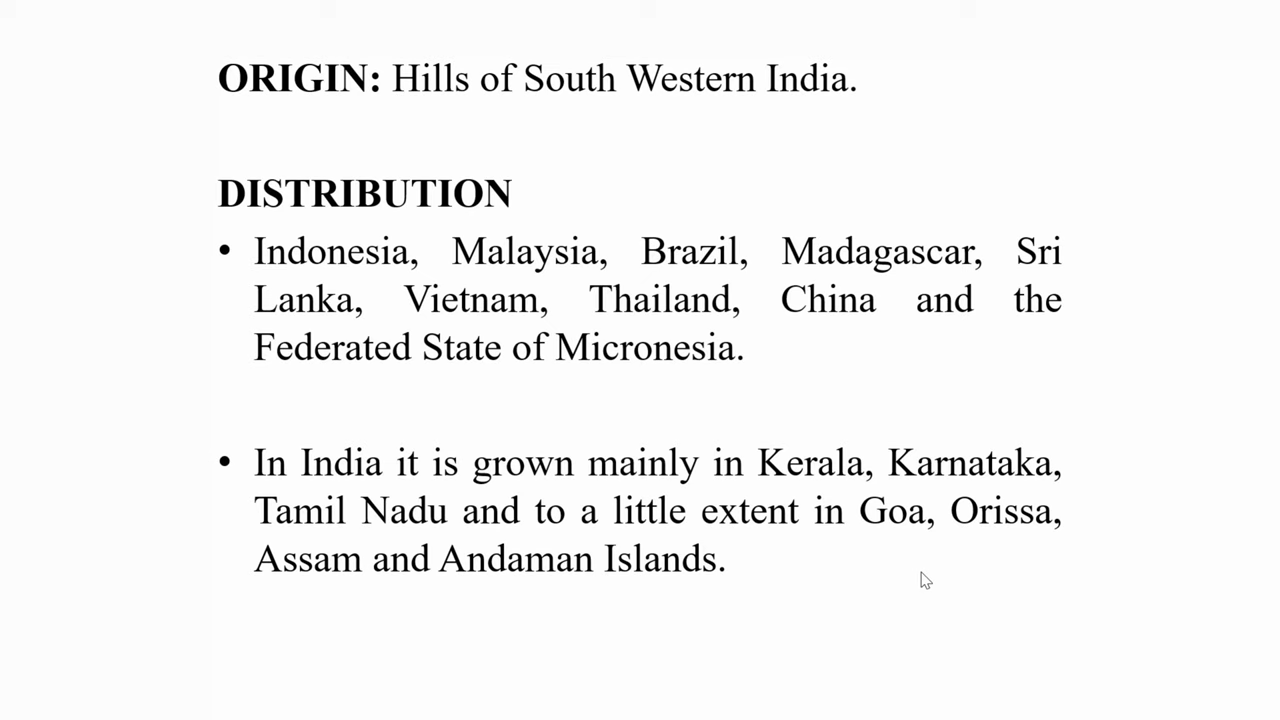 ORIGIN: Hills of South Western India.
DISTRIBUTION
• Indonesia, Malaysia, Brazil, Madagascar, Sri
Lanka, Vietnam, Thailand, China and the
Federated State of Micronesia.
• In India it is grown mainly in Kerala, Karnataka,
Tamil Nadu and to a little extent in Goa, Orissa,
Assam and Andaman Islands.